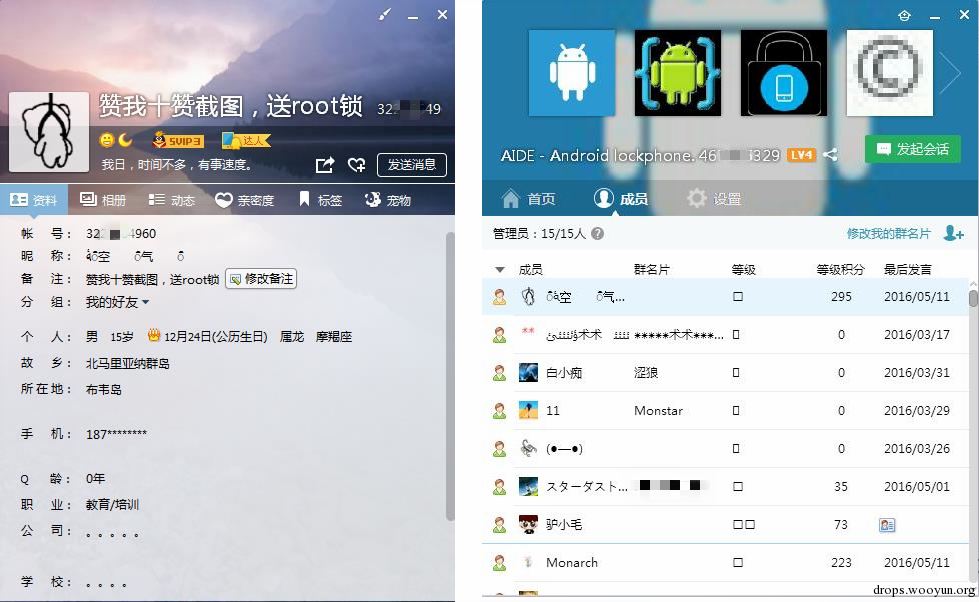 赞我十赞截图，送root锁 32 49
SVIP3 达人
我日，时间不多，有事速度。 发送消息
资料 相册 动态 亲密度 标签 宠物
帐 号： 32 4960
昵 称： 空 气
备 注： 赞我十赞截图，送root锁 修改备注
分 组： 我的好友
个 人： 男 15岁 12月24日(公历生日) 属龙 摩羯座
故 乡： 北马里亚纳群岛
所在地： 布韦岛
手 机： 187********
Q 龄： 0年
职 业： 教育/培训
公 司： 。。。。。
学 校： 。。。。
AIDE - Android lockphone. 46 329 LV4 发起会话
首页 成员 设置
管理员：15/15人 修改我的群名片
成员 群名片 等级 等级积分 最后发言
空 气... 295 2016/05/11
术术 *****术术***... 0 2016/03/17
白小痴 涩狼 0 2016/03/31
11 Monstar 0 2016/03/29
(●—●) 0 2016/03/26
スターダスト... 35 2016/05/01
驴小毛 73
Monarch 223 2016/05/11
drops.wooyun.org